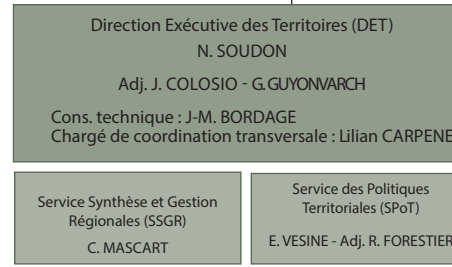 Direction Exécutive des Territoires (DET)
N. SOUDON
Adj. J. COLOSIO - G. GUYONVARCH
Cons. technique : J-M. BORDAGE
Chargé de coordination transversale : Lilian CARPENE
Service Synthèse et Gestion
Régionales (SSGR)
C. MASCART
Service des Politiques
Territoriales (SPoT)
E. VESINE - Adj. R. FORESTIER